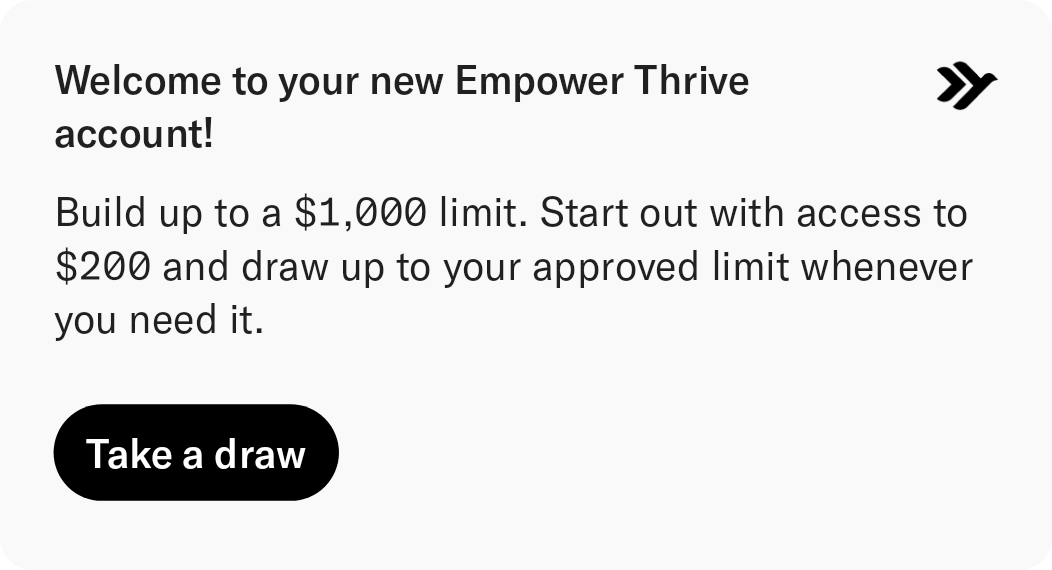 Welcome to your new Empower Thrive
account!
Build up to a $1,000 limit. Start out with access to
$200 and draw up to your approved limit whenever
you need it.
Take a draw